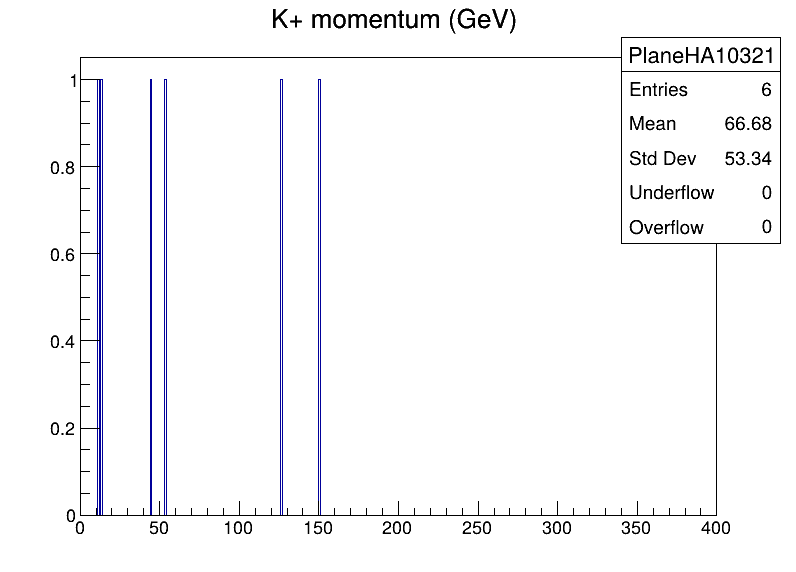 K+ momentum (GeV)
PlaneHA10321
Entries 6
Mean 66.68
Std Dev 53.34
Underflow 0
Overflow 0
1
0.8
0.6
0.4
0.2
0
0 50 100 150 200 250 300 350 400